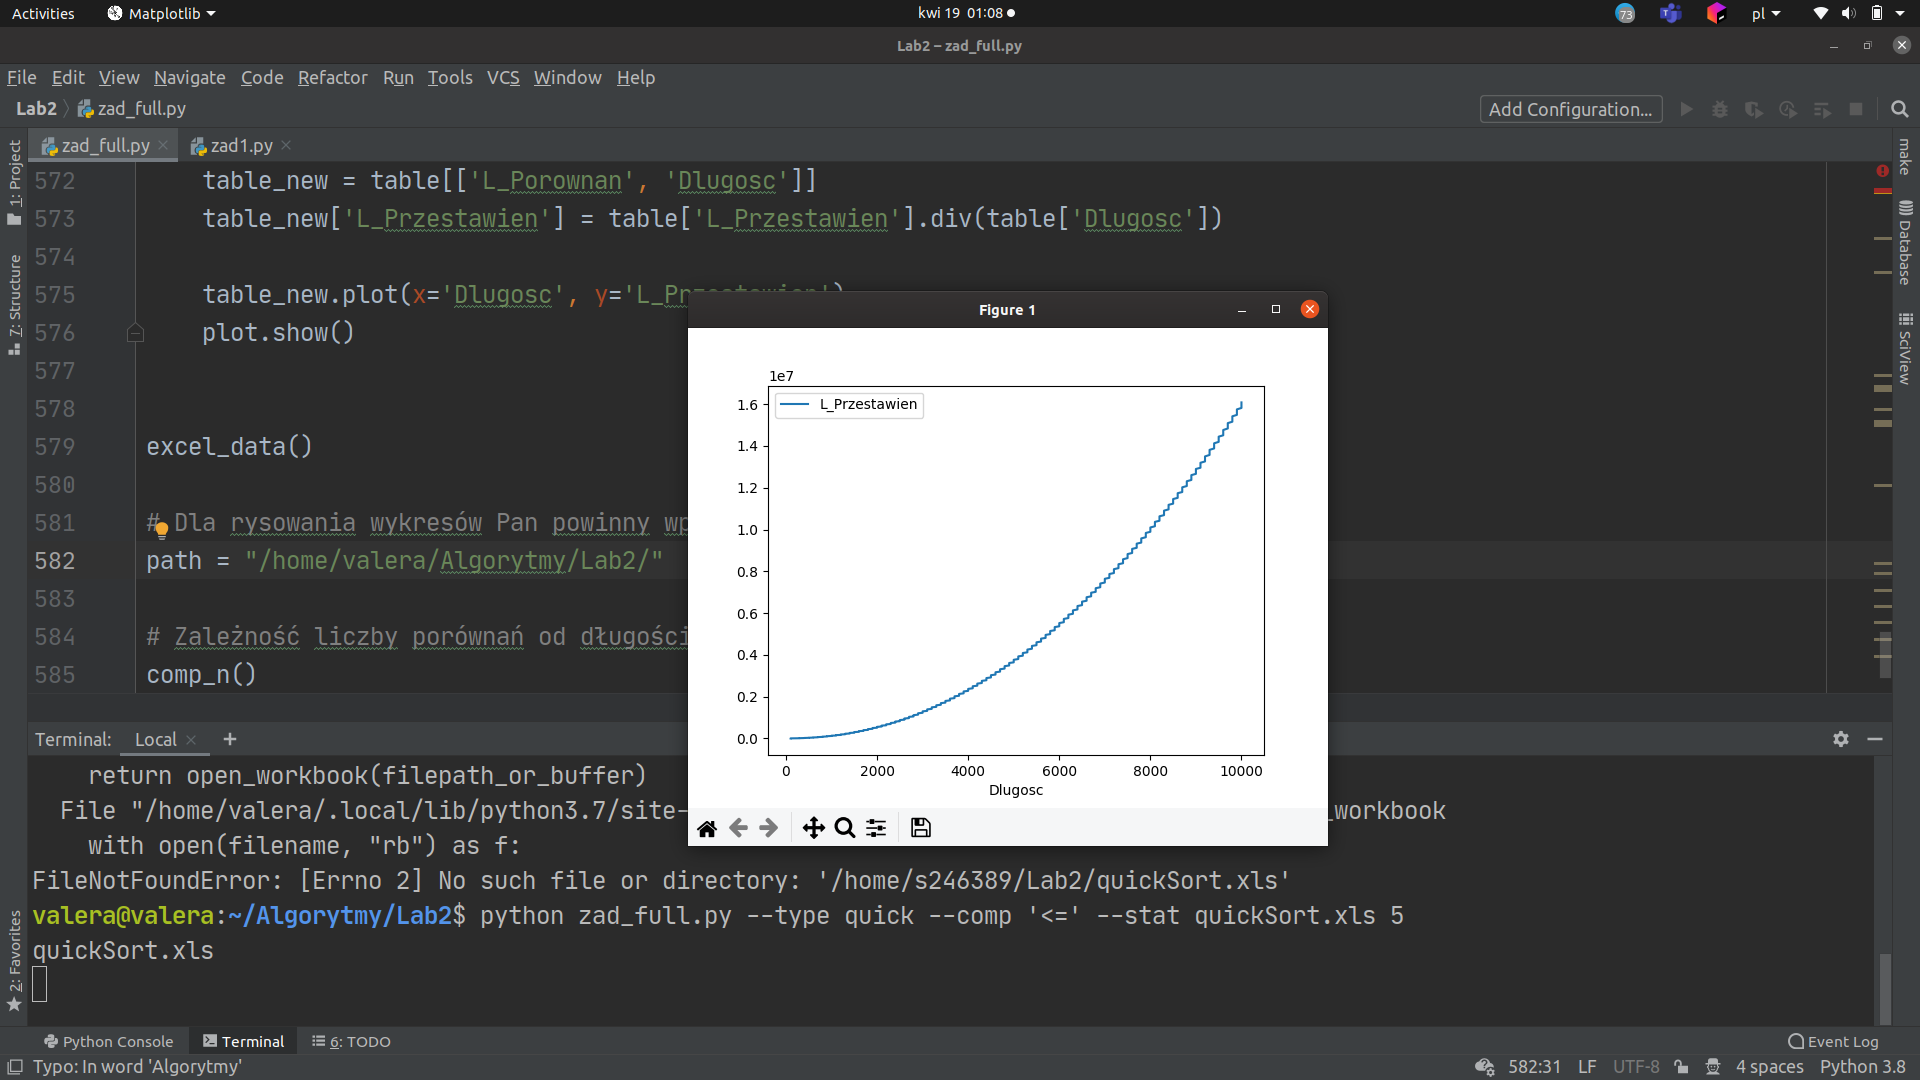 Activities
Matplotlib
kwi 19 01:08
73
pl
Lab2 – zad_full.py
File Edit View Navigate Code Refactor Run Tools VCS Window Help
Lab2
zad_full.py
Add Configuration...
zad_full.py
zad1.py
1: Project
7: Structure
2: Favorites
make
Database
SciView
572 table_new = table[['L_Porownan', 'Dlugosc']]
573 table_new['L_Przestawien'] = table['L_Przestawien'].div(table['Dlugosc'])
574
575 table_new.plot(x='Dlugosc', y='L_Przestawien')
576 plot.show()
577
578
579 excel_data()
580
581 # Dla rysowania wykresów Pan powinny wp
582 path = "/home/valera/Algorytmy/Lab2/"
583
584 # Zależność liczby porównań od długości
585 comp_n()
Figure 1
1e7
L_Przestawien
1.6
1.4
1.2
1.0
0.8
0.6
0.4
0.2
0.0
0 2000 4000 6000 8000 10000
Dlugosc
Terminal: Local +
return open_workbook(filepath_or_buffer)
File "/home/valera/.local/lib/python3.7/site- _workbook
with open(filename, "rb") as f:
FileNotFoundError: [Errno 2] No such file or directory: '/home/s246389/Lab2/quickSort.xls'
valera@valera:~/Algorytmy/Lab2$ python zad_full.py --type quick --comp '<=' --stat quickSort.xls 5
quickSort.xls
Python Console
Terminal
6: TODO
Event Log
Typo: In word 'Algorytmy'
582:31 LF UTF-8 4 spaces Python 3.8